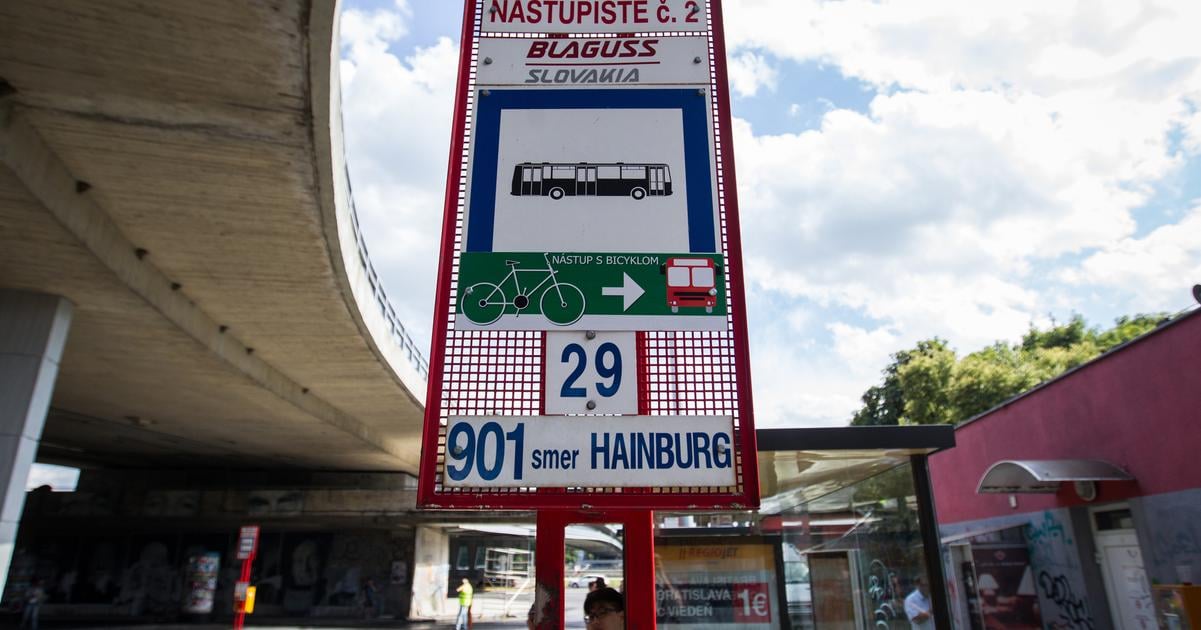 NÁSTUPIŠTE č. 2
BLAGUSS
SLOVAKIA
NÁSTUP S BICYKLOM
29
901 smer HAINBURG
REGIOJET
BRATISLAVA
VIEDEŇ
1€